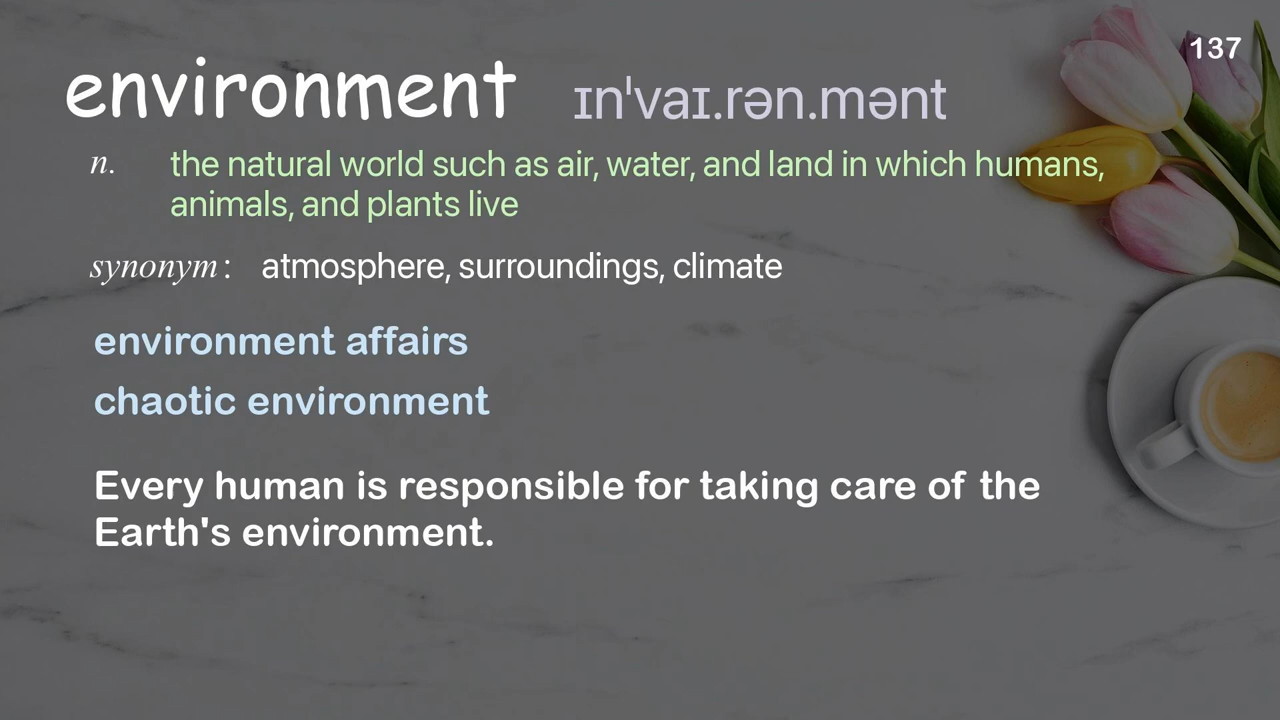 137
environment ɪnˈvaɪ.rən.mənt
n. the natural world such as air, water, and land in which humans,
animals, and plants live
synonym: atmosphere, surroundings, climate
environment affairs
chaotic environment
Every human is responsible for taking care of the
Earth's environment.